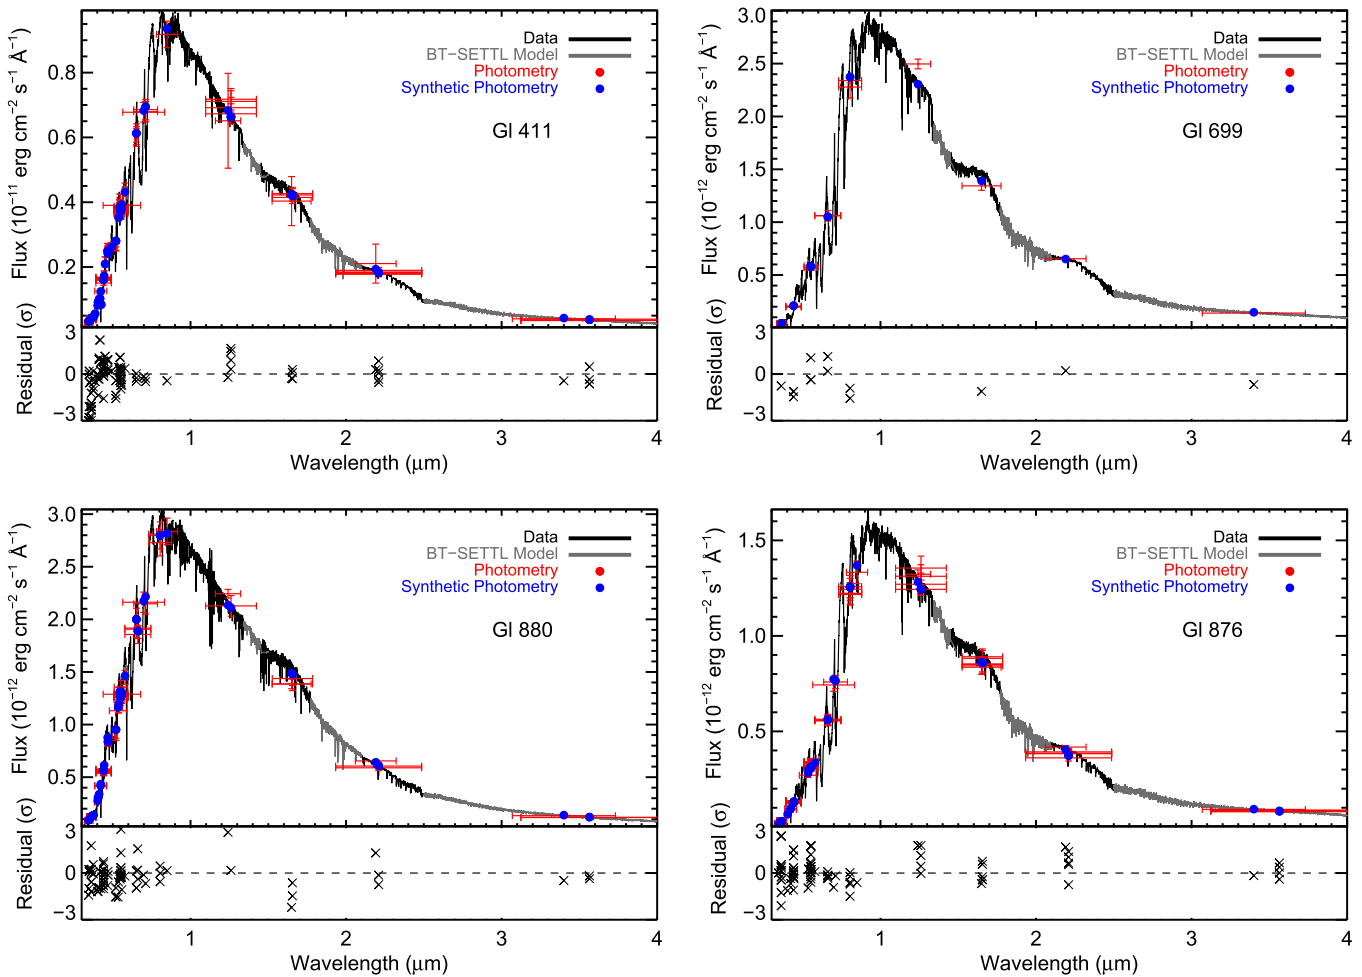 Flux (10⁻¹¹ erg cm⁻² s⁻¹ Å⁻¹)
0.8
0.6
0.4
0.2
Data
BT−SETTL Model
Photometry
Synthetic Photometry
Gl 411
Residual (σ)
3
0
−3
1 2 3 4
Wavelength (μm)
Flux (10⁻¹² erg cm⁻² s⁻¹ Å⁻¹)
3.0
2.5
2.0
1.5
1.0
0.5
Data
BT−SETTL Model
Photometry
Synthetic Photometry
Gl 699
Residual (σ)
3
0
−3
1 2 3 4
Wavelength (μm)
Flux (10⁻¹² erg cm⁻² s⁻¹ Å⁻¹)
3.0
2.5
2.0
1.5
1.0
0.5
Data
BT−SETTL Model
Photometry
Synthetic Photometry
Gl 880
Residual (σ)
3
0
−3
1 2 3 4
Wavelength (μm)
Flux (10⁻¹² erg cm⁻² s⁻¹ Å⁻¹)
1.5
1.0
0.5
Data
BT−SETTL Model
Photometry
Synthetic Photometry
Gl 876
Residual (σ)
3
0
−3
1 2 3 4
Wavelength (μm)